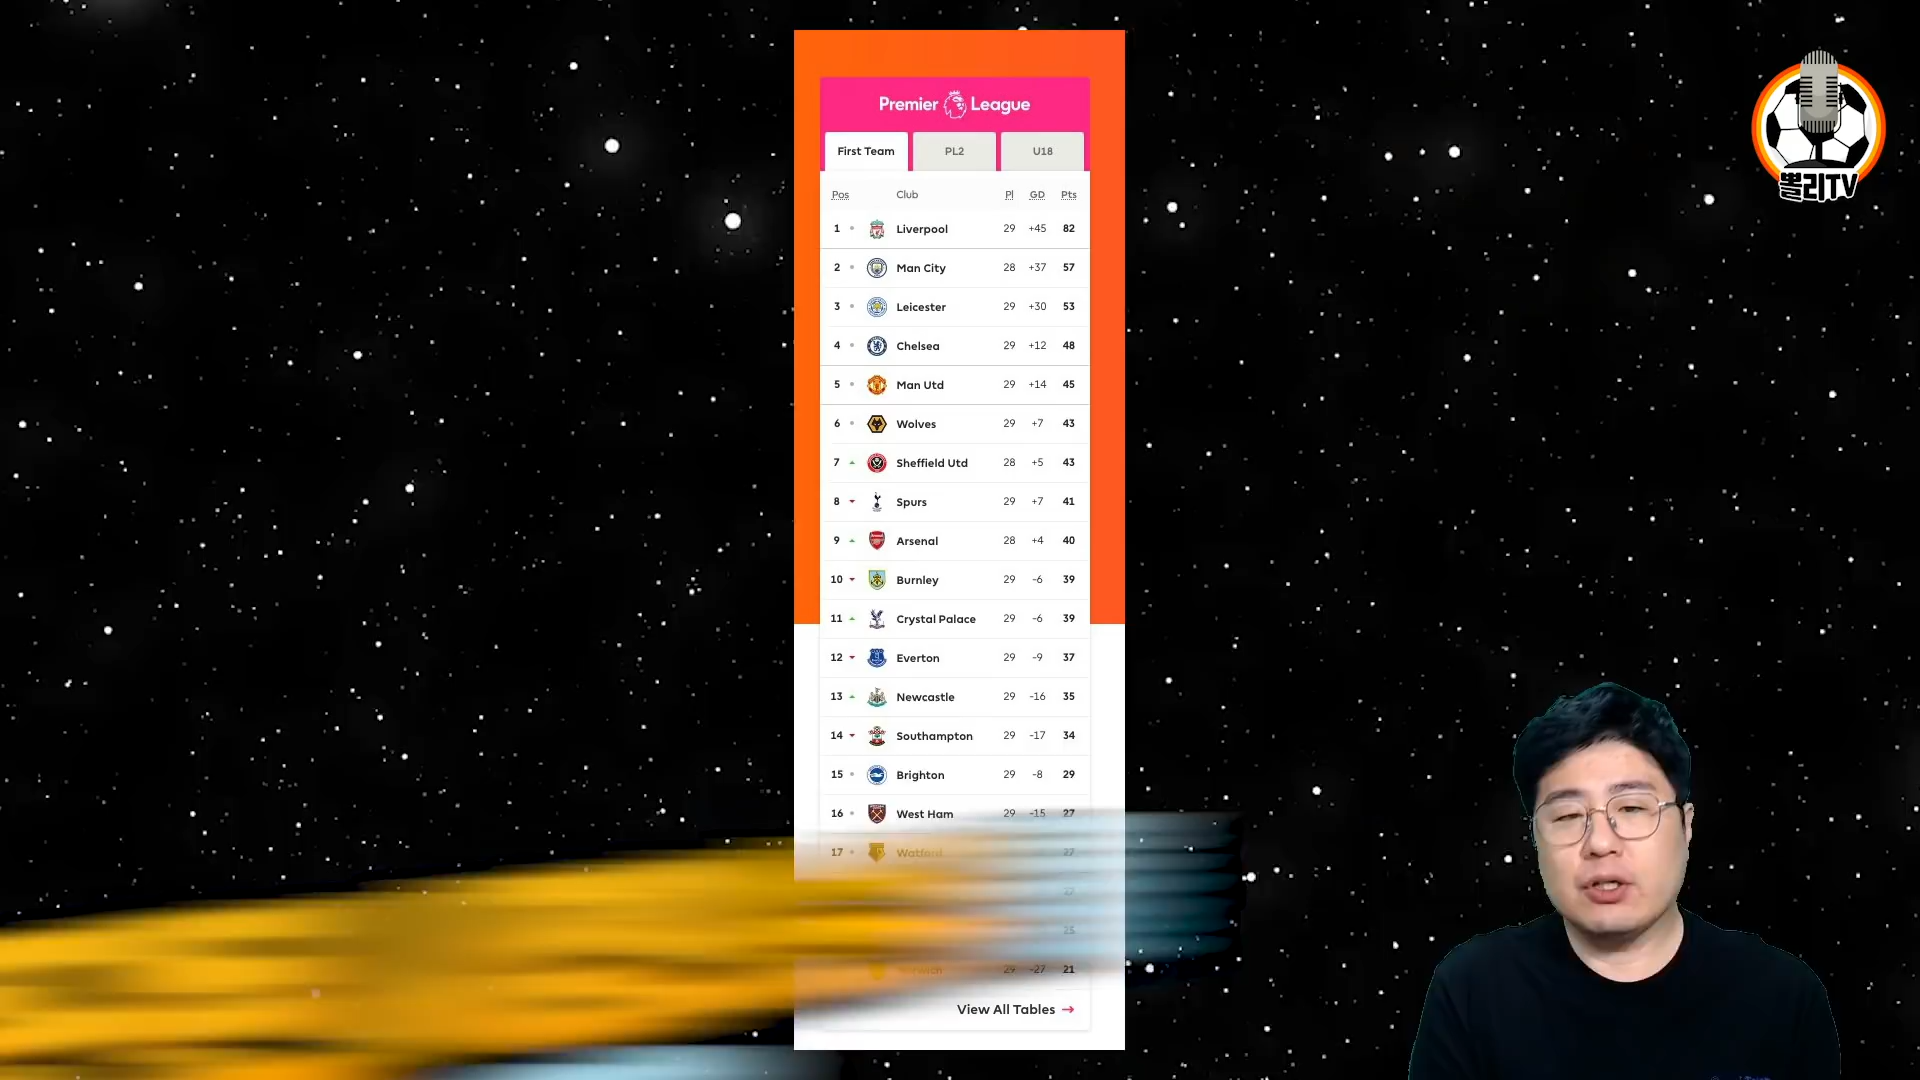 Premier League
First Team PL2 U18
Pos Club Pl GD Pts
1 Liverpool 29 +45 82
2 Man City 28 +37 57
3 Leicester 29 +30 53
4 Chelsea 29 +12 48
5 Man Utd 29 +14 45
6 Wolves 29 +7 43
7 Sheffield Utd 28 +5 43
8 Spurs 29 +7 41
9 Arsenal 28 +4 40
10 Burnley 29 -6 39
11 Crystal Palace 29 -6 39
12 Everton 29 -9 37
13 Newcastle 29 -16 35
14 Southampton 29 -17 34
15 Brighton 29 -8 29
16 West Ham 29 -15 27
17 Watford 27
27
25
29 -27 21
View All Tables →
뽈리TV